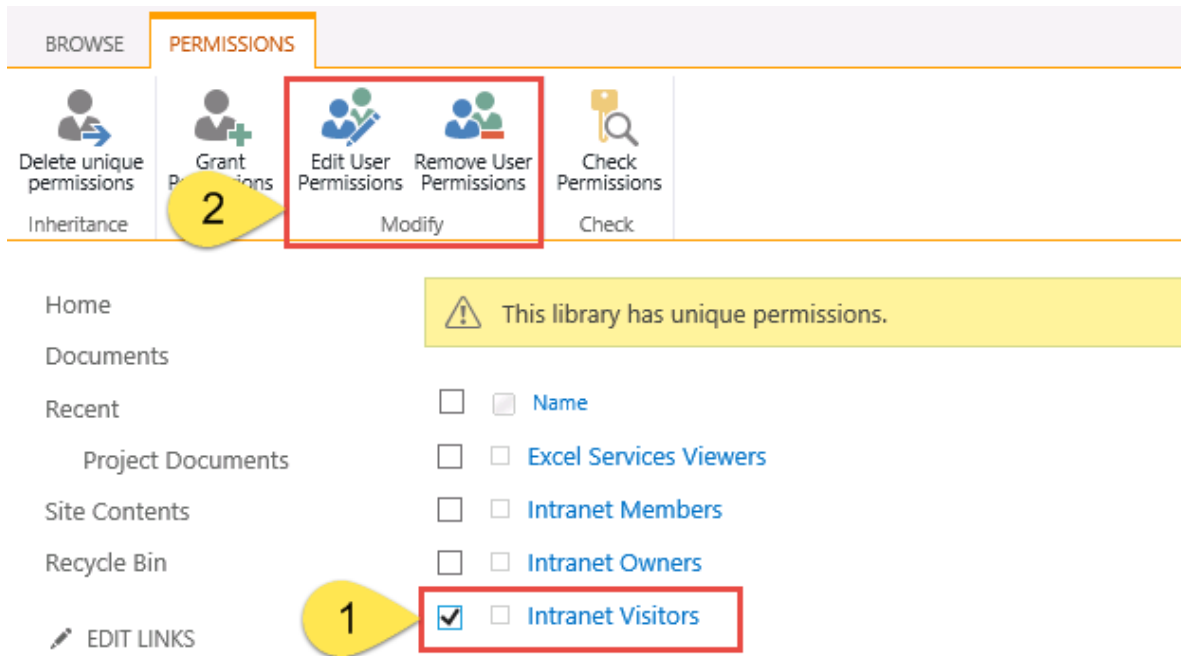 BROWSE PERMISSIONS
Delete unique permissions
Grant
Edit User Permissions
Remove User Permissions
Check Permissions
Inheritance
2
Modify
Check
Home
Documents
Recent
Project Documents
Site Contents
Recycle Bin
EDIT LINKS
This library has unique permissions.
Name
Excel Services Viewers
Intranet Members
Intranet Owners
1
Intranet Visitors